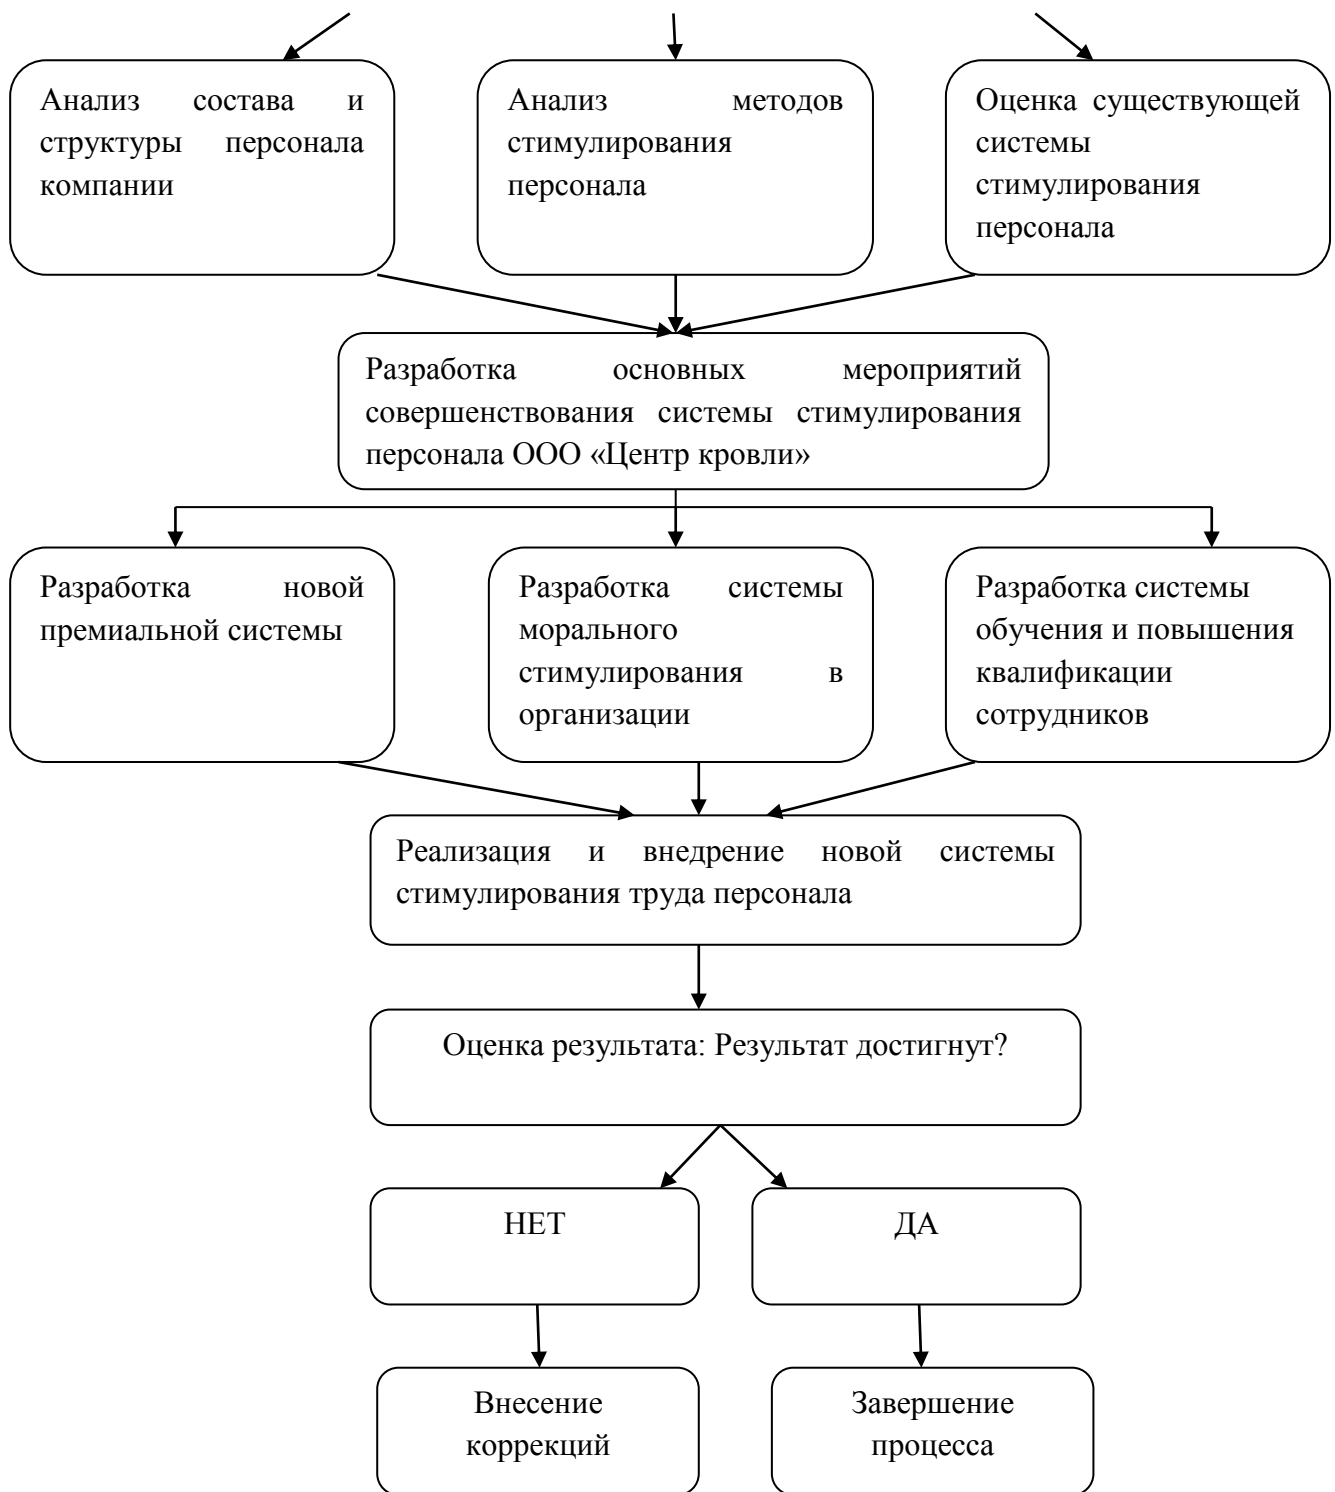 Анализ состава и
структуры персонала
компании
Анализ методов
стимулирования
персонала
Оценка существующей
системы
стимулирования
персонала
Разработка основных мероприятий
совершенствования системы стимулирования
персонала ООО «Центр кровли»
Разработка новой
премиальной системы
Разработка системы
морального
стимулирования в
организации
Разработка системы
обучения и повышения
квалификации
сотрудников
Реализация и внедрение новой системы
стимулирования труда персонала
Оценка результата: Результат достигнут?
НЕТ
ДА
Внесение
коррекций
Завершение
процесса